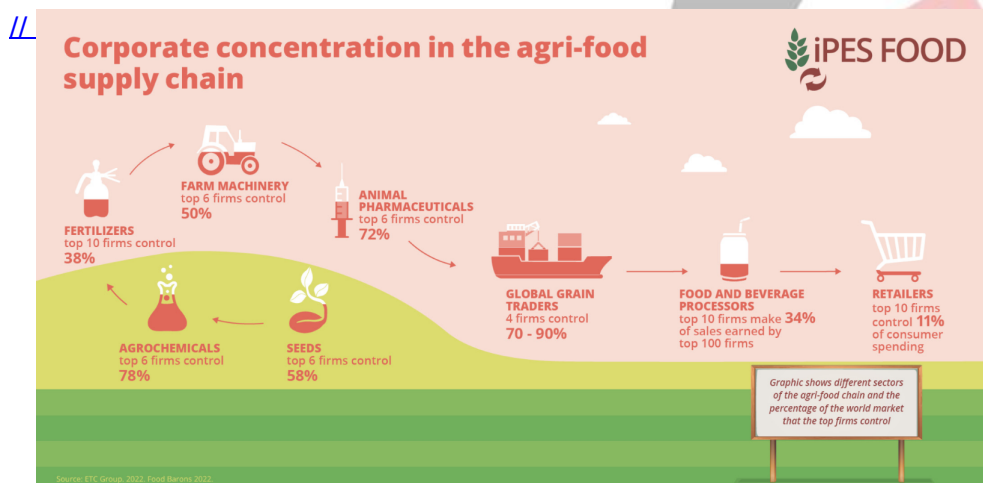 //
Corporate concentration in the agri-food
supply chain
iPES FOOD
FARM MACHINERY
top 6 firms control
50%
ANIMAL
PHARMACEUTICALS
top 6 firms control
72%
FERTILIZERS
top 10 firms control
38%
AGROCHEMICALS
top 6 firms control
78%
SEEDS
top 6 firms control
58%
GLOBAL GRAIN
TRADERS
4 firms control
70 - 90%
FOOD AND BEVERAGE
PROCESSORS
top 10 firms make 34%
of sales earned by
top 100 firms
RETAILERS
top 10 firms
control 11%
of consumer
spending
Graphic shows different sectors
of the agri-food chain and the
percentage of the world market
that the top firms control
Source: ETC Group. 2022. Food Barons 2022.